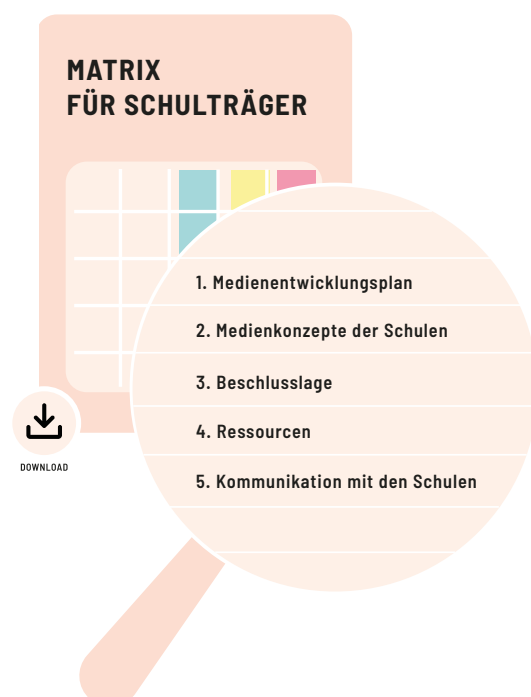 MATRIX
FÜR SCHULTRÄGER
1. Medienentwicklungsplan
2. Medienkonzepte der Schulen
3. Beschlusslage
4. Ressourcen
5. Kommunikation mit den Schulen
DOWNLOAD